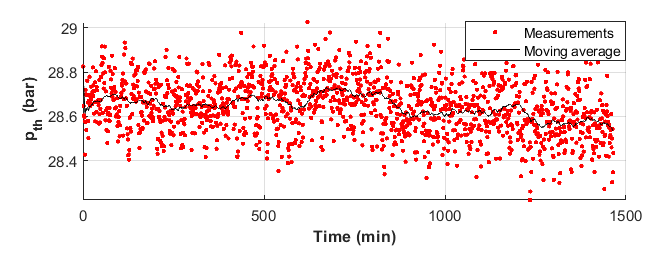 29
28.8
28.6
28.4
p_th (bar)
Measurements
Moving average
0
500
1000
1500
Time (min)